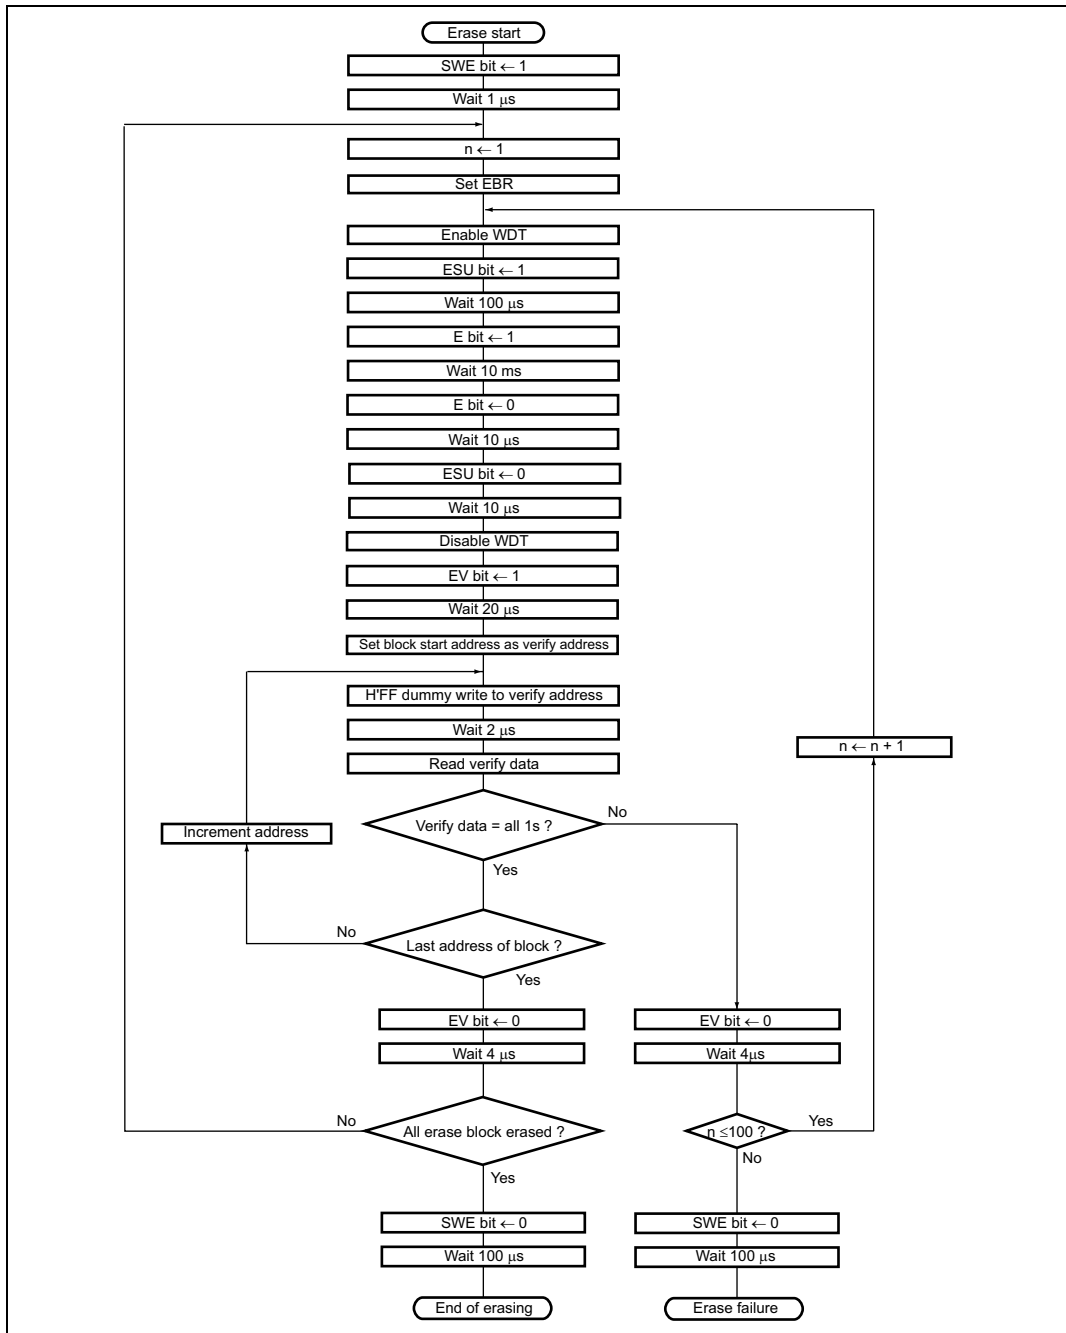 Erase start
SWE bit ← 1
Wait 1 μs
n ← 1
Set EBR
Enable WDT
ESU bit ← 1
Wait 100 μs
E bit ← 1
Wait 10 ms
E bit ← 0
Wait 10 μs
ESU bit ← 0
Wait 10 μs
Disable WDT
EV bit ← 1
Wait 20 μs
Set block start address as verify address
H'FF dummy write to verify address
Wait 2 μs
n ← n + 1
Read verify data
No
Increment address
Verify data = all 1s ?
Yes
No
Last address of block ?
Yes
EV bit ← 0
EV bit ← 0
Wait 4 μs
Wait 4μs
No
All erase block erased ?
n ≤100 ?
Yes
Yes
No
SWE bit ← 0
SWE bit ← 0
Wait 100 μs
Wait 100 μs
End of erasing
Erase failure